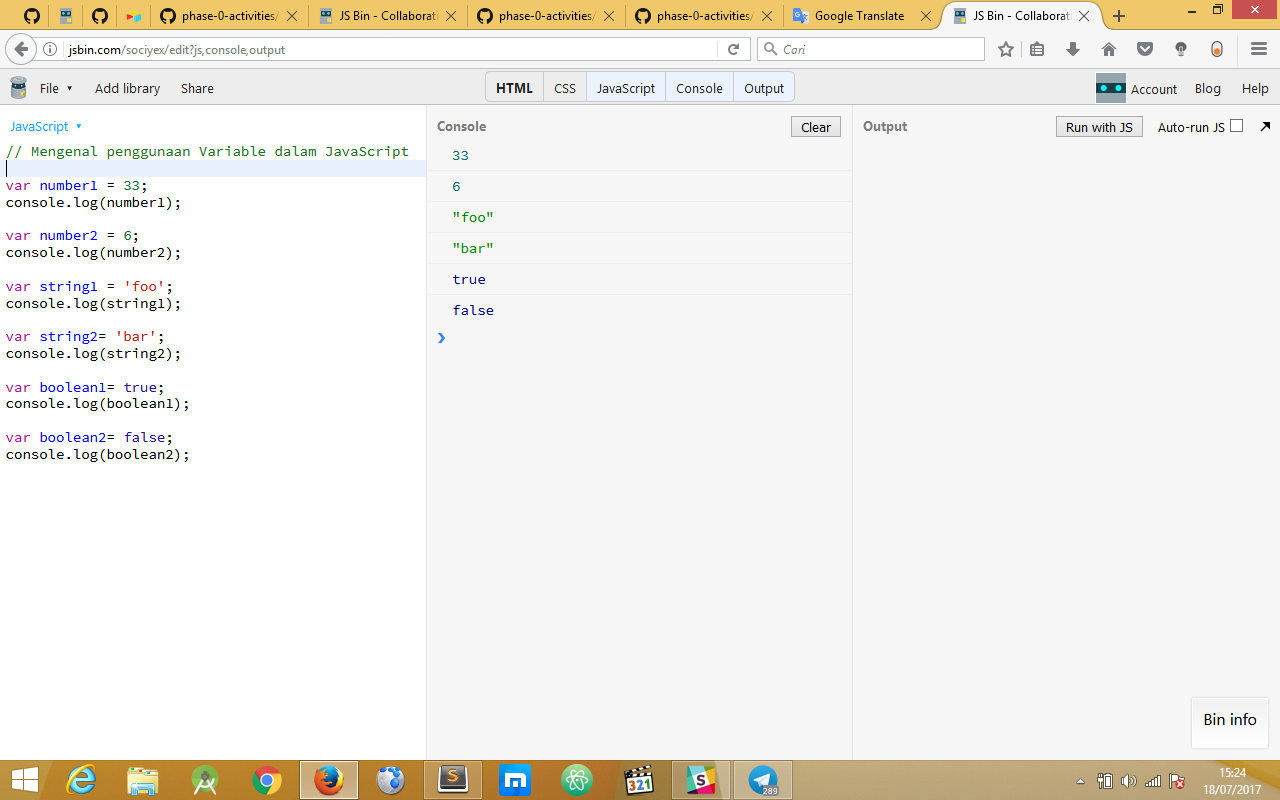 phase-0-activities/
JS Bin - Collaborati
phase-0-activities/
phase-0-activities/
Google Translate
JS Bin - Collaborati
jsbin.com/sociyex/edit?js,console,output
Cari
File
Add library
Share
HTML
CSS
JavaScript
Console
Output
Account
Blog
Help
JavaScript
// Mengenal penggunaan Variable dalam JavaScript
var number1 = 33;
console.log(number1);
var number2 = 6;
console.log(number2);
var string1 = 'foo';
console.log(string1);
var string2= 'bar';
console.log(string2);
var boolean1= true;
console.log(boolean1);
var boolean2= false;
console.log(boolean2);
Console
Clear
33
6
"foo"
"bar"
true
false
Output
Run with JS
Auto-run JS
Bin info
S
321
289
15:24
18/07/2017